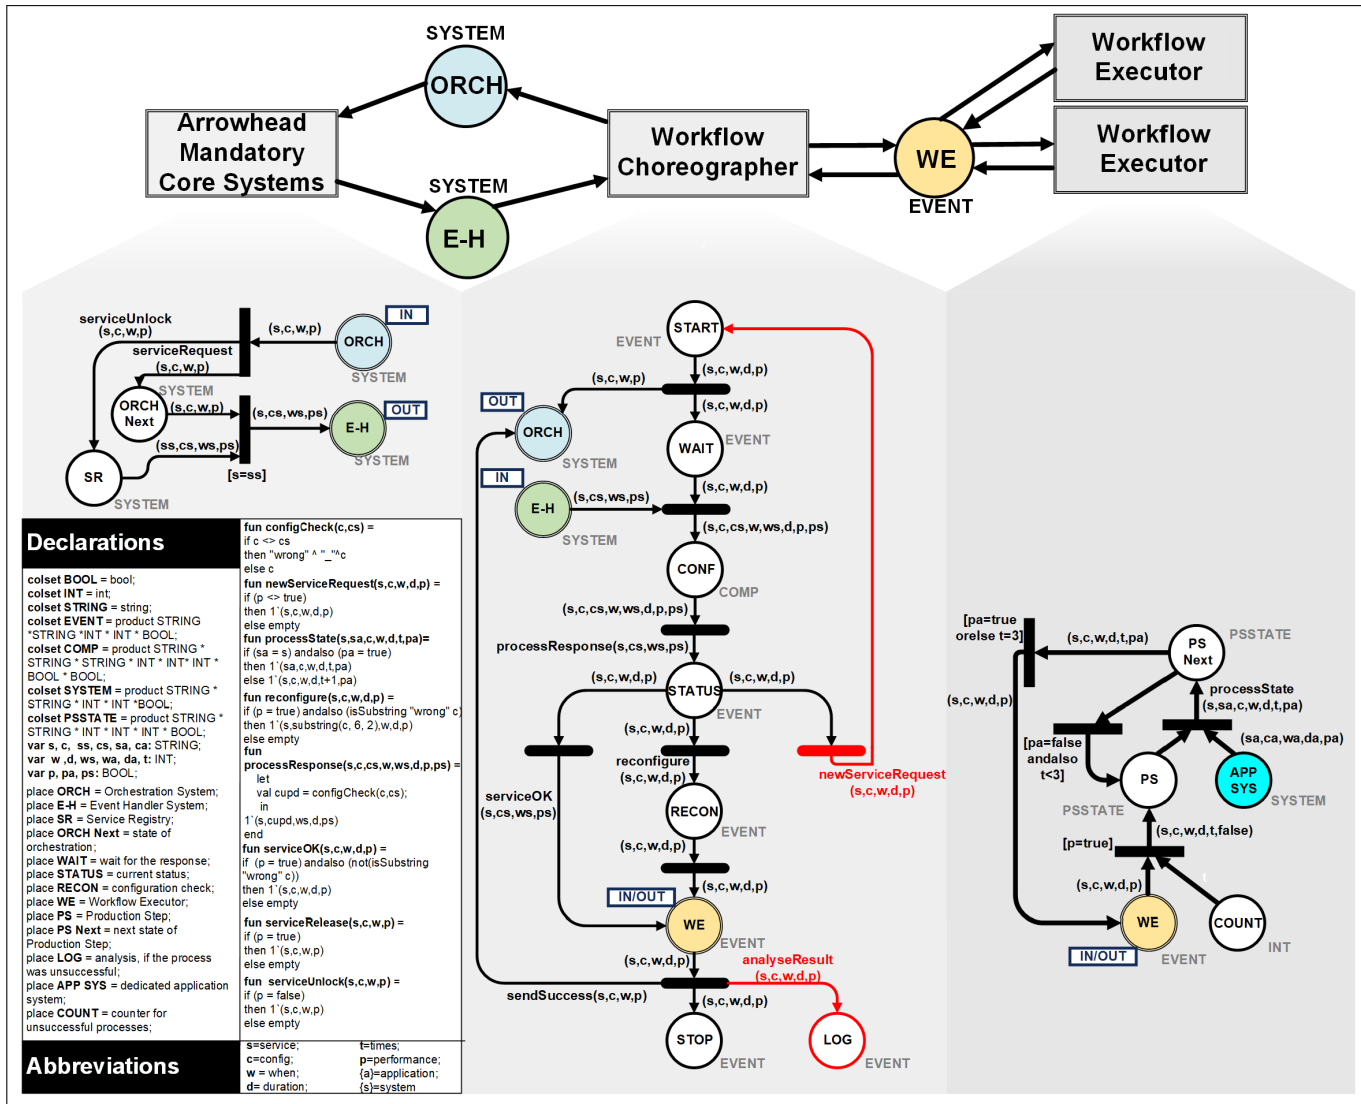 SYSTEM
ORCH
Arrowhead
Mandatory
Core Systems
SYSTEM
E-H
Workflow
Choreographer
WE
EVENT
Workflow
Executor
Workflow
Executor
serviceUnlock
(s,c,w,p)
serviceRequest
(s,c,w,p)
(s,c,w,p)
IN
ORCH
SYSTEM
SYSTEM
ORCH
Next
(s,c,w,p)
(s,cs,ws,ps)
OUT
E-H
SYSTEM
(ss,cs,ws,ps)
SR
SYSTEM
[s=ss]
Declarations
colset BOOL = bool;
colset INT = int;
colset STRING = string;
colset EVENT = product STRING
*STRING *INT * INT * BOOL;
colset COMP = product STRING *
STRING * STRING * INT * INT* INT *
BOOL * BOOL;
colset SYSTEM = product STRING *
STRING * INT * INT *BOOL;
colset PSSTATE = product STRING *
STRING * INT * INT * INT * BOOL;
var s, c, ss, cs, sa, ca: STRING;
var w ,d, ws, wa, da, t: INT;
var p, pa, ps: BOOL;
place ORCH = Orchestration System;
place E-H = Event Handler System;
place SR = Service Registry;
place ORCH Next = state of
orchestration;
place WAIT = wait for the response;
place STATUS = current status;
place RECON = configuration check;
place WE = Workflow Executor;
place PS = Production Step;
place PS Next = next state of
Production Step;
place LOG = analysis, if the process
was unsuccessful;
place APP SYS = dedicated application
system;
place COUNT = counter for
unsuccessful processes;
fun configCheck(c,cs) =
if c <> cs
then "wrong" ^ "_"^c
else c
fun newServiceRequest(s,c,w,d,p) =
if (p <> true)
then 1`(s,c,w,d,p)
else empty
fun processState(s,sa,c,w,d,t,pa)=
if (sa = s) andalso (pa = true)
then 1`(sa,c,w,d,t,pa)
else 1`(s,c,w,d,t+1,pa)
fun reconfigure(s,c,w,d,p) =
if (p = true) andalso (isSubstring "wrong" c)
then 1`(s,substring(c, 6, 2),w,d,p)
else empty
fun
processResponse(s,c,cs,w,ws,d,p,ps) =
let
val cupd = configCheck(c,cs);
in
1`(s,cupd,ws,d,ps)
end
fun serviceOK(s,c,w,d,p) =
if (p = true) andalso (not(isSubstring
"wrong" c))
then 1`(s,c,w,d,p)
else empty
fun serviceRelease(s,c,w,p) =
if (p = true)
then 1`(s,c,w,p)
else empty
fun serviceUnlock(s,c,w,p) =
if (p = false)
then 1`(s,c,w,p)
else empty
Abbreviations
s=service;
c=config;
w = when;
d= duration;
t=times;
p=performance;
{a}=application;
{s}=system
START
EVENT
(s,c,w,d,p)
(s,c,w,p)
(s,c,w,d,p)
OUT
ORCH
SYSTEM
WAIT
EVENT
IN
(s,c,w,d,p)
E-H
(s,cs,ws,ps)
SYSTEM
(s,c,cs,w,ws,d,p,ps)
CONF
COMP
(s,c,cs,w,ws,d,p,ps)
processResponse(s,cs,ws,ps)
(s,c,w,d,p)
STATUS
(s,c,w,d,p)
EVENT
(s,c,w,d,p)
reconfigure
(s,c,w,d,p)
newServiceRequest
(s,c,w,d,p)
serviceOK
(s,cs,ws,ps)
RECON
EVENT
(s,c,w,d,p)
(s,c,w,d,p)
IN/OUT
WE
EVENT
(s,c,w,d,p)
analyseResult
(s,c,w,d,p)
sendSuccess(s,c,w,p)
(s,c,w,d,p)
STOP
EVENT
LOG
EVENT
[pa=true
orelse t=3]
(s,c,w,d,t,pa)
PSSTATE
PS
Next
(s,c,w,d,p)
processState
(s,sa,c,w,d,t,pa)
[pa=false
andalso
t<3]
(sa,ca,wa,da,pa)
PS
PSSTATE
APP
SYS
SYSTEM
(s,c,w,d,t,false)
[p=true]
t
(s,c,w,d,p)
WE
COUNT
IN/OUT
EVENT
INT